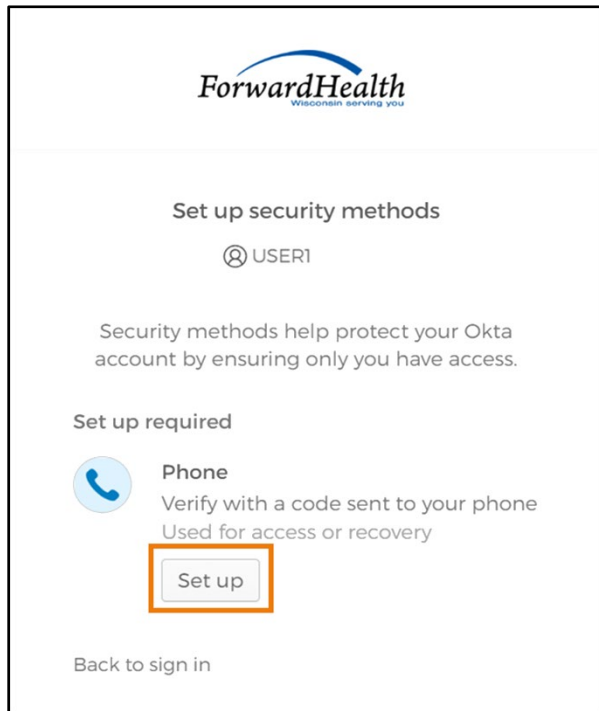 ForwardHealth
Wisconsin serving you
Set up security methods
USER1
Security methods help protect your Okta
account by ensuring only you have access.
Set up required
Phone
Verify with a code sent to your phone
Used for access or recovery
Set up
Back to sign in